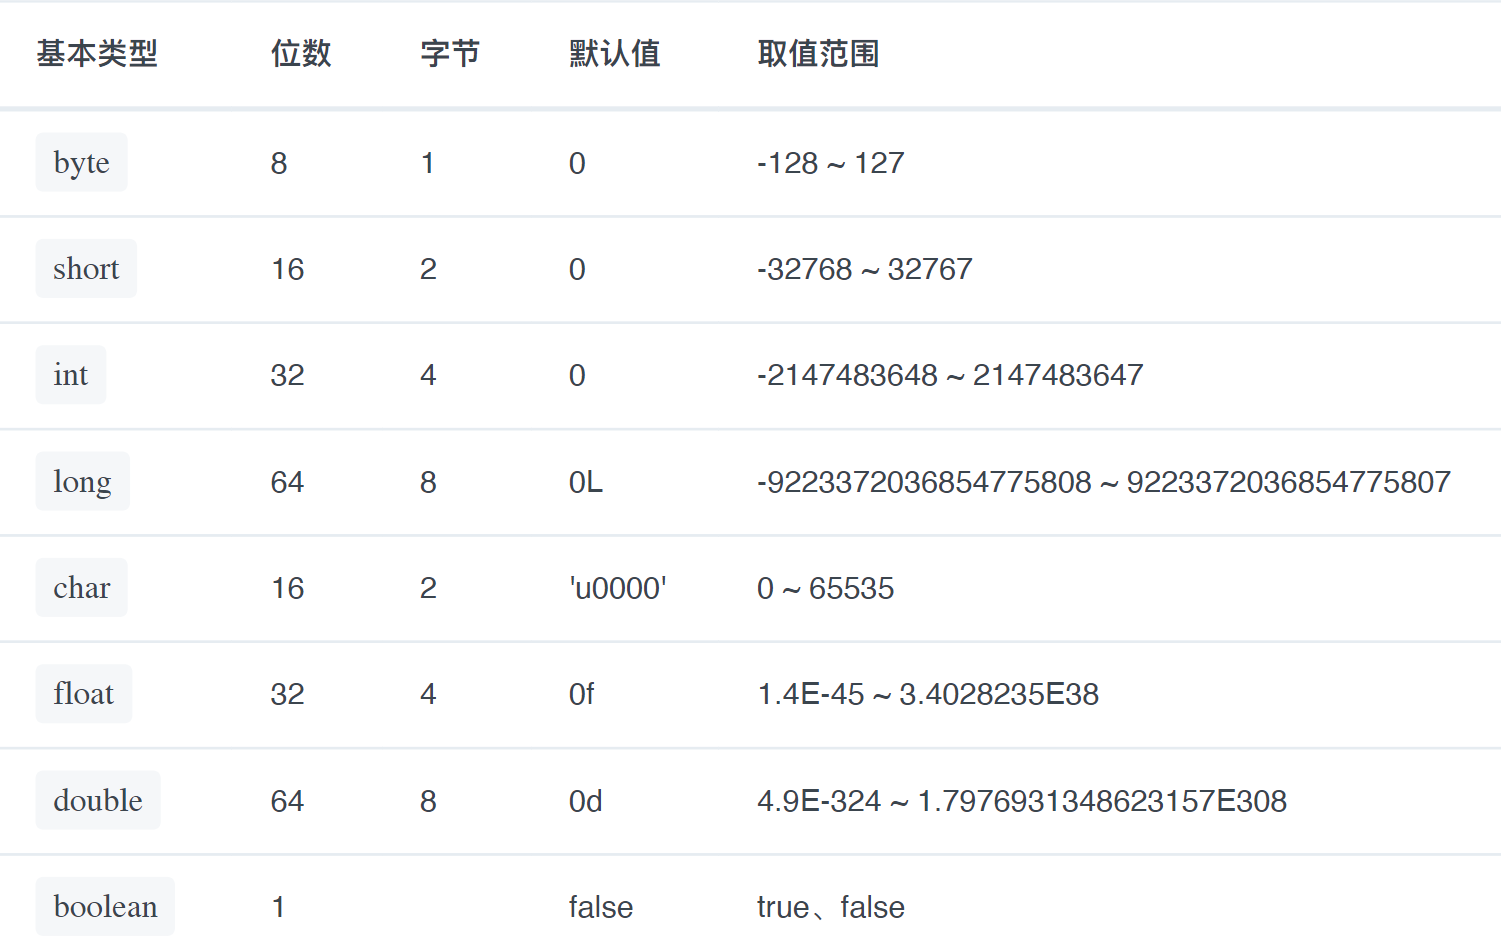 基本类型 位数 字节 默认值 取值范围
byte 8 1 0 -128 ~ 127
short 16 2 0 -32768 ~ 32767
int 32 4 0 -2147483648 ~ 2147483647
long 64 8 0L -9223372036854775808 ~ 9223372036854775807
char 16 2 'u0000' 0 ~ 65535
float 32 4 0f 1.4E-45 ~ 3.4028235E38
double 64 8 0d 4.9E-324 ~ 1.7976931348623157E308
boolean 1 false true、false